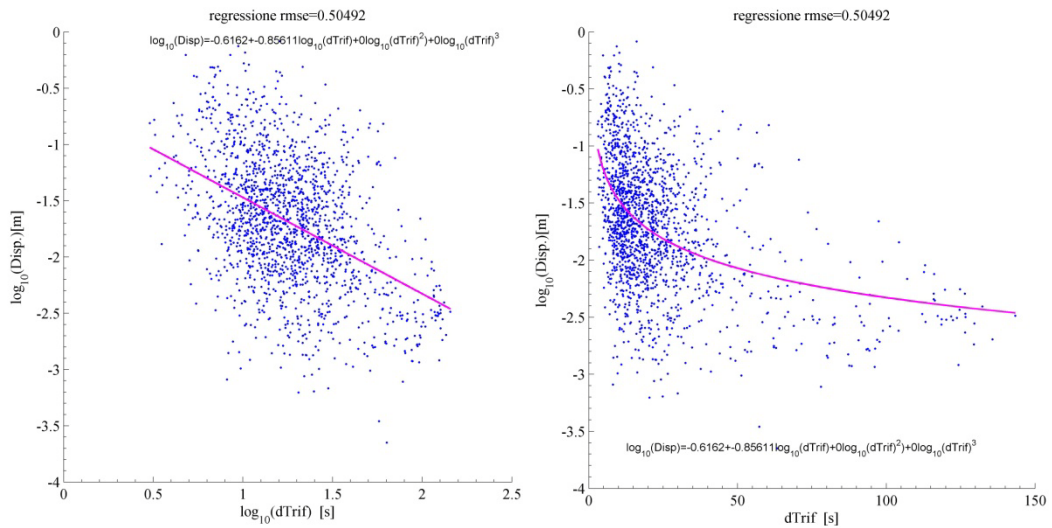 regressione rmse=0.50492
log10(Disp)=-0.6162+-0.85611log10(dTrif)+0log10(dTrif)2)+0log10(dTrif)3
0
-0.5
-1
-1.5
-2
-2.5
-3
-3.5
-4
log10(Disp.)[m]
0 0.5 1 1.5 2 2.5
log10(dTrif) [s]
regressione rmse=0.50492
0
-0.5
-1
-1.5
-2
-2.5
-3
-3.5
-4
log10(Disp.)[m]
log10(Disp)=-0.6162+-0.85611log10(dTrif)+0log10(dTrif)2)+0log10(dTrif)3
0 50 100 150
dTrif [s]